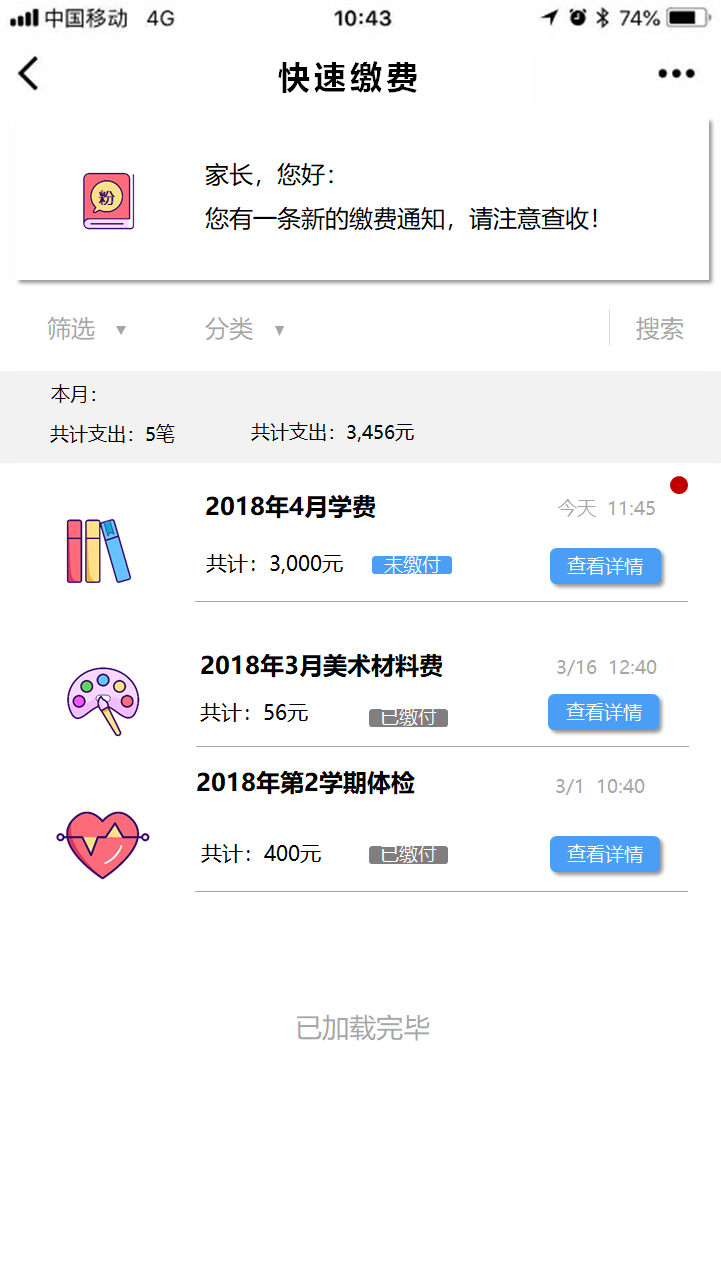 中国移动 4G 10:43 74%
快速缴费
粉
家长，您好：
您有一条新的缴费通知，请注意查收！
筛选 ▼ 分类 ▼ 搜索
本月：
共计支出：5笔 共计支出：3,456元
2018年4月学费 今天 11:45
共计：3,000元 未缴付 查看详情
2018年3月美术材料费 3/16 12:40
共计：56元 已缴付 查看详情
2018年第2学期体检 3/1 10:40
共计：400元 已缴付 查看详情
已加载完毕